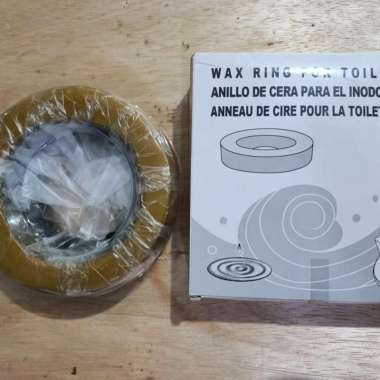 WAX RING FOR TOIL
ANILLO DE CERA PARA EL INODO
ANNEAU DE CIRE POUR LA TOILET